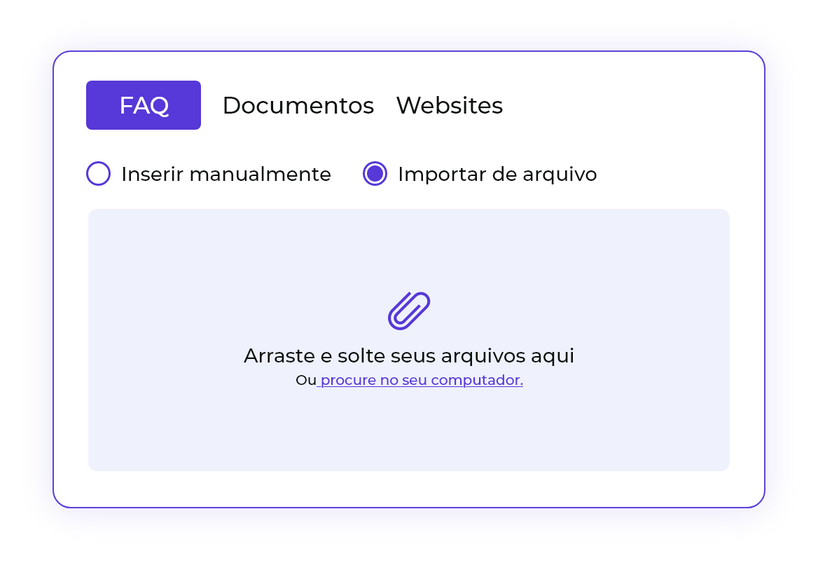 FAQ Documentos Websites
Inserir manualmente Importar de arquivo
Arraste e solte seus arquivos aqui
Ou procure no seu computador.